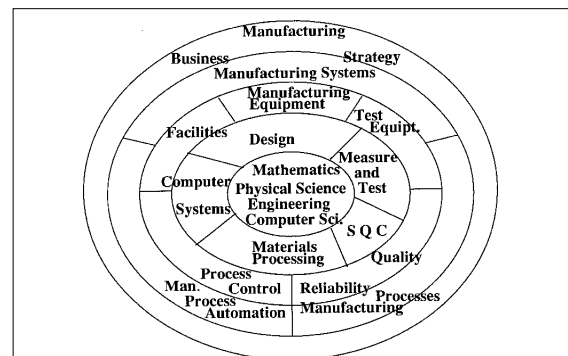 Manufacturing
Business Strategy
Manufacturing Systems
Manufacturing
Equipment
Test
Equipt.
Facilities
Design
Measure
and
Test
Mathematics
Physical Science
Engineering
Computer Sci.
Computer
Systems
S Q C
Materials
Processing
Quality
Process
Control
Reliability
Man.
Process
Automation
Manufacturing
Processes